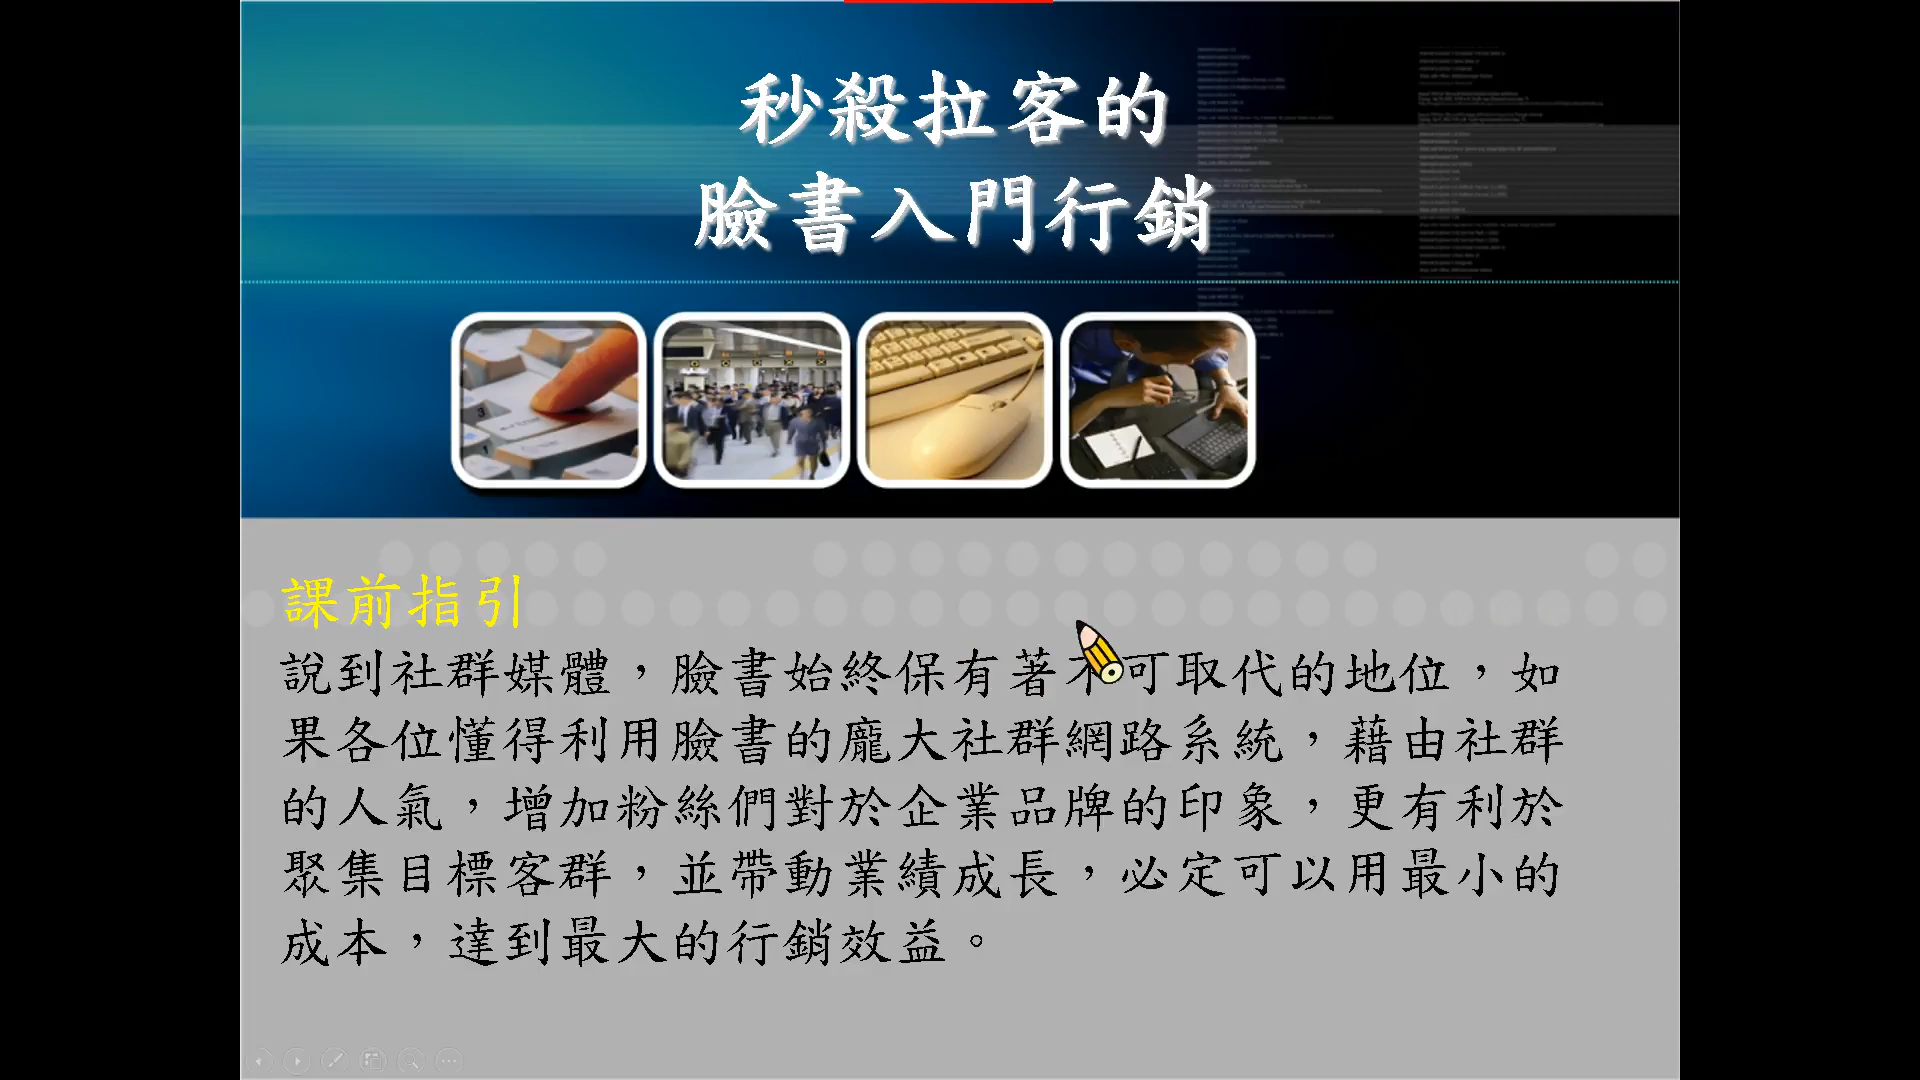 秒殺拉客的
臉書入門行銷
課前指引
說到社群媒體，臉書始終保有著不可取代的地位，如
果各位懂得利用臉書的龐大社群網路系統，藉由社群
的人氣，增加粉絲們對於企業品牌的印象，更有利於
聚集目標客群，並帶動業績成長，必定可以用最小的
成本，達到最大的行銷效益。